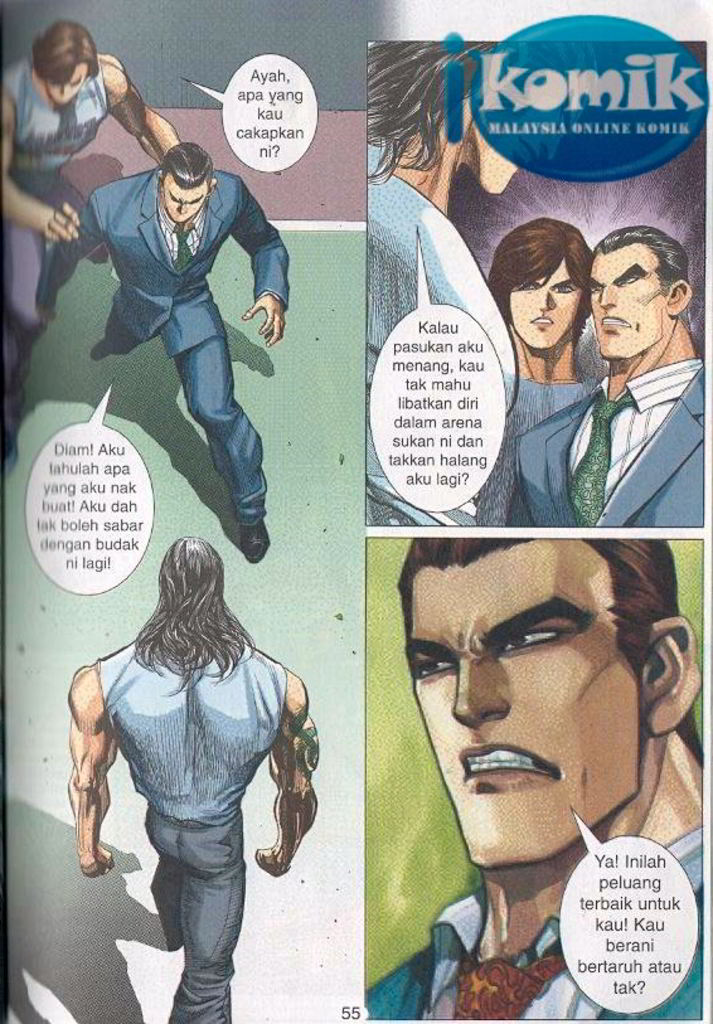 Ayah,
apa yang
kau
cakapkan
ni?
Diam! Aku
tahulah apa
yang aku nak
buat! Aku dah
tak boleh sabar
dengan budak
ni lagi!
ikomik
MALAYSIA ONLINE KOMIK
Kalau
pasukan aku
menang, kau
tak mahu
libatkan diri
dalam arena
sukan ni dan
takkan halang
aku lagi?
Ya! Inilah
peluang
terbaik untuk
kau! Kau
berani
bertaruh atau
tak?
55